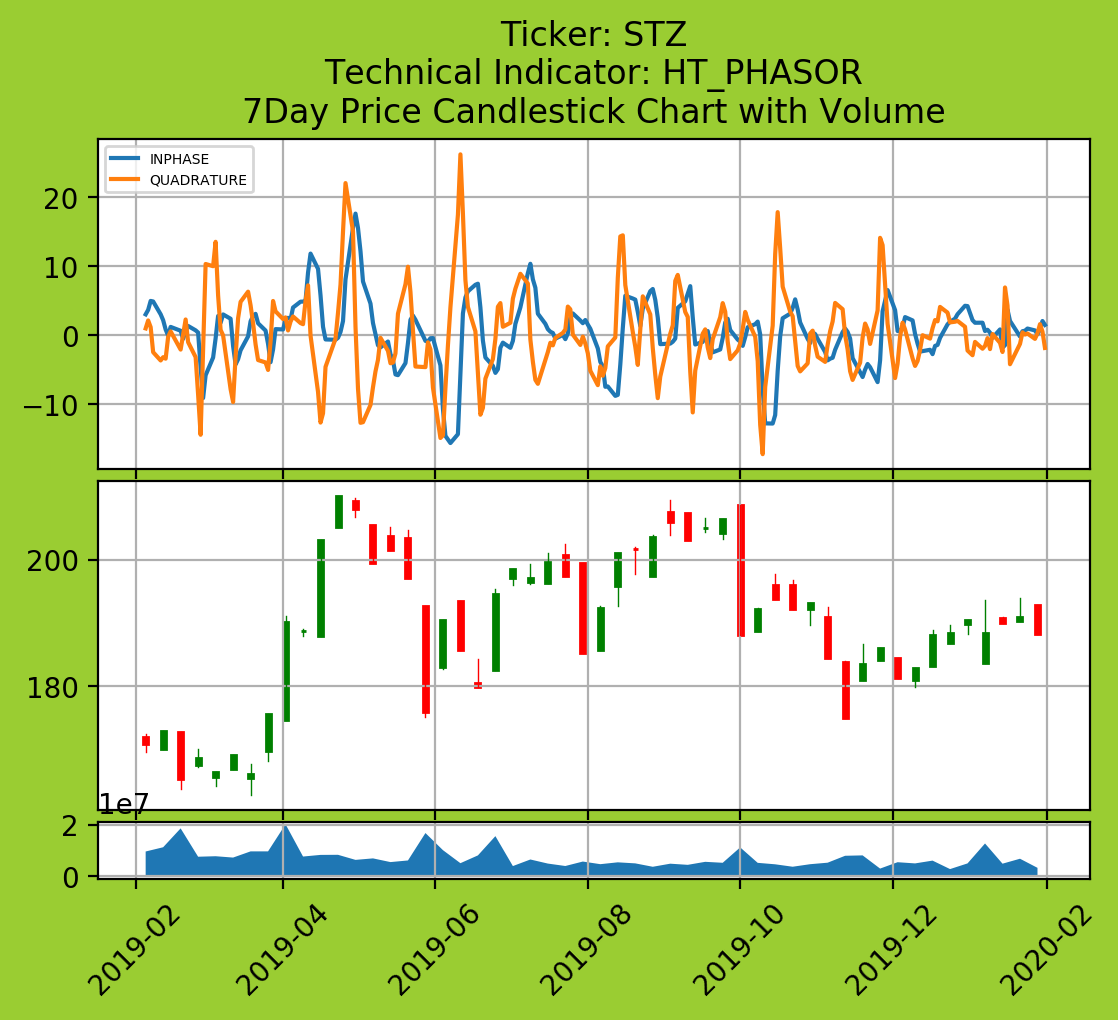 Ticker: STZ
Technical Indicator: HT_PHASOR
7Day Price Candlestick Chart with Volume
INPHASE
QUADRATURE
20
10
0
−10
200
180
1e7
2
0
2019-02
2019-04
2019-06
2019-08
2019-10
2019-12
2020-02